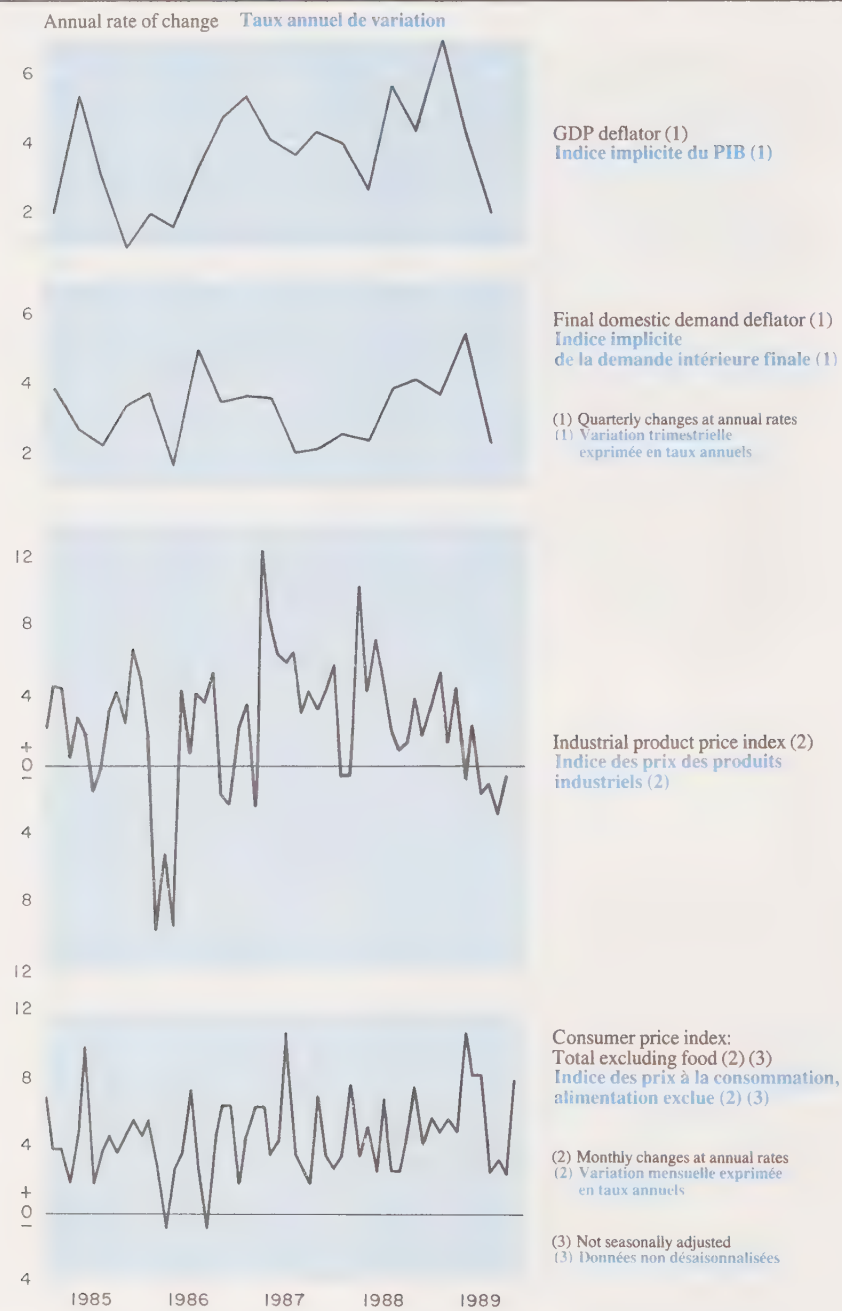 Annual rate of change Taux annuel de variation
6
4
2
GDP deflator (1)
Indice implicite du PIB (1)
6
4
2
Final domestic demand deflator (1)
Indice implicite
de la demande intérieure finale (1)
(1) Quarterly changes at annual rates
(1) Variation trimestrielle
exprimée en taux annuels
12
8
4
+
0
−
4
8
12
Industrial product price index (2)
Indice des prix des produits
industriels (2)
12
8
4
+
0
−
4
Consumer price index:
Total excluding food (2) (3)
Indice des prix à la consommation,
alimentation exclue (2) (3)
(2) Monthly changes at annual rates
(2) Variation mensuelle exprimée
en taux annuels
(3) Not seasonally adjusted
(3) Données non désaisonnalisées
1985 1986 1987 1988 1989